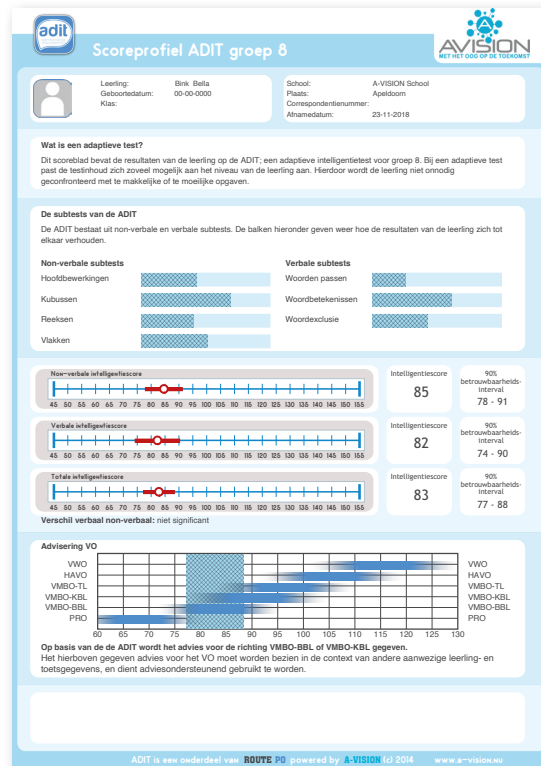 adit
Scoreprofiel ADIT groep 8
AVISION
MET HET OOG OP DE TOEKOMST
Leerling: Bink Bella
Geboortedatum: 00-00-0000
Klas:
School: A-VISION School
Plaats: Apeldoorn
Correspondentienummer:
Afnamedatum: 23-11-2018
Wat is een adaptieve test?
Dit scoreblad bevat de resultaten van de leerling op de ADIT; een adaptieve intelligentietest voor groep 8. Bij een adaptieve test
past de testinhoud zich zoveel mogelijk aan het niveau van de leerling aan. Hierdoor wordt de leerling niet onnodig
geconfronteerd met te makkelijke of te moeilijke opgaven.
De subtests van de ADIT
De ADIT bestaat uit non-verbale en verbale subtests. De balken hieronder geven weer hoe de resultaten van de leerling zich tot
elkaar verhouden.
Non-verbale subtests
Hoofdbewerkingen
Kubussen
Reeksen
Vlakken
Verbale subtests
Woorden passen
Woordbetekenissen
Woordexclusie
Non-verbale intelligentiescore
45 50 55 60 65 70 75 80 85 90 95 100 105 110 115 120 125 130 135 140 145 150 155
Intelligentiescore
85
90%
betrouwbaarheids-
interval
78 - 91
Verbale intelligentiescore
45 50 55 60 65 70 75 80 85 90 95 100 105 110 115 120 125 130 135 140 145 150 155
Intelligentiescore
82
90%
betrouwbaarheids-
interval
74 - 90
Totale intelligentiescore
45 50 55 60 65 70 75 80 85 90 95 100 105 110 115 120 125 130 135 140 145 150 155
Intelligentiescore
83
90%
betrouwbaarheids-
interval
77 - 88
Verschil verbaal non-verbaal: niet significant
Advisering VO
VWO VWO
HAVO HAVO
VMBO-TL VMBO-TL
VMBO-KBL VMBO-KBL
VMBO-BBL VMBO-BBL
PRO PRO
60 65 70 75 80 85 90 95 100 105 110 115 120 125 130
Op basis van de de ADIT wordt het advies voor de richting VMBO-BBL of VMBO-KBL gegeven.
Het hierboven gegeven advies voor het VO moet worden bezien in de context van andere aanwezige leerling- en
toetsgegevens, en dient adviesondersteunend gebruikt te worden.
ADIT is een onderdeel van ROUTE PO powered by A-VISION (c) 2014 www.a-vision.nu